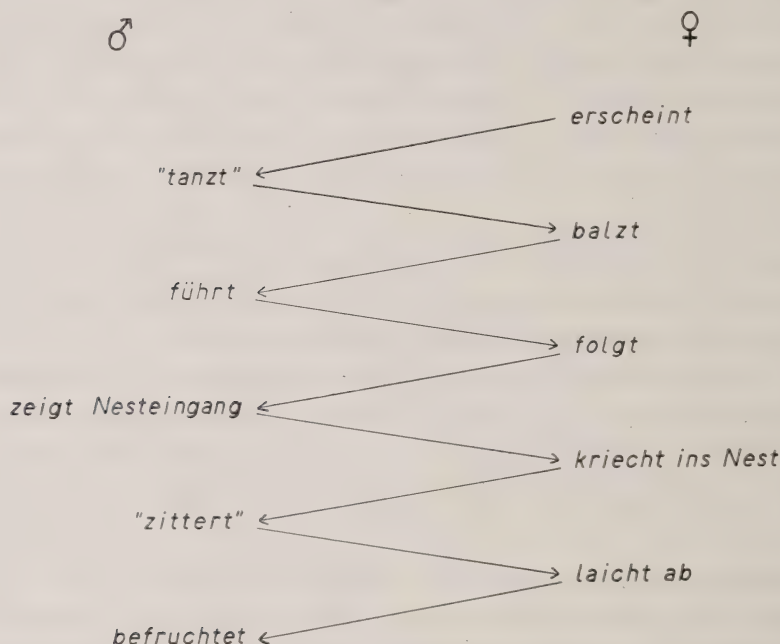 ♂ ♀
erscheint
"tanzt"
balzt
führt
folgt
zeigt Nesteingang
kriecht ins Nest
"zittert"
laicht ab
befruchtet